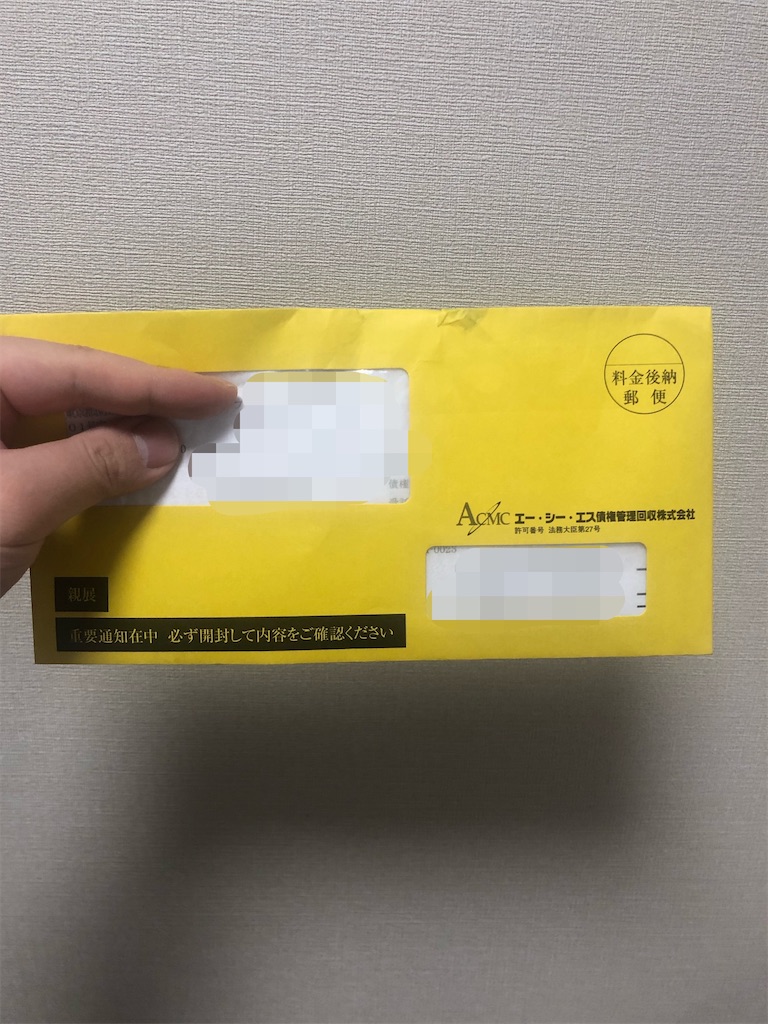 料金後納
郵便
債権
ACMC エー・シー・エス債権管理回収株式会社
許可番号 法務大臣第27号
0023
親展
重要通知在中 必ず開封して内容をご確認ください